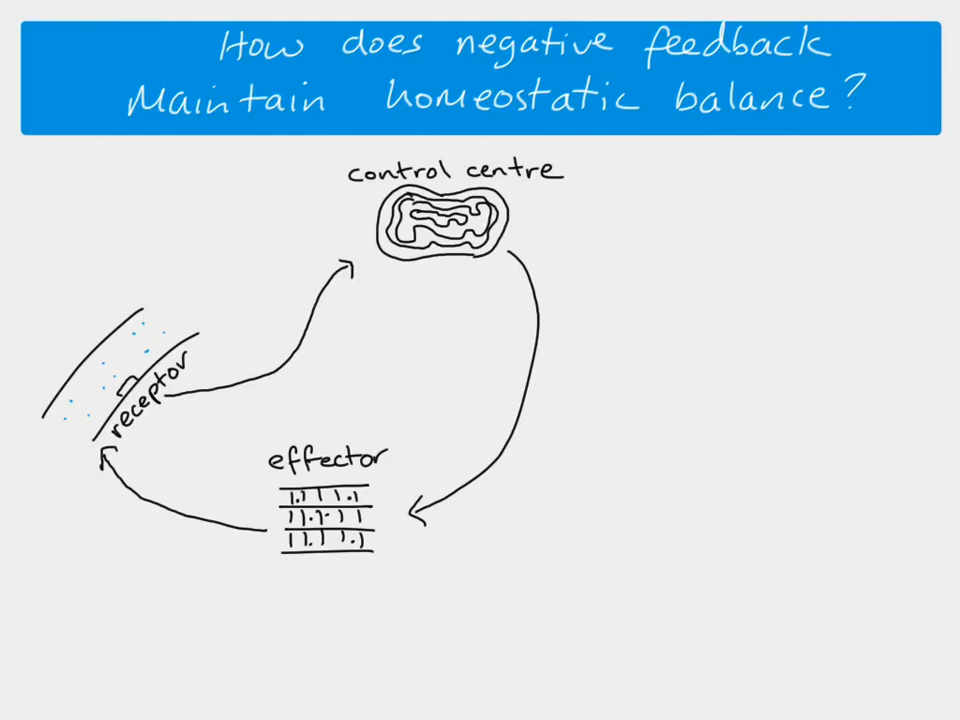 How does negative feedback
Maintain homeostatic balance?
control centre
receptor
effector